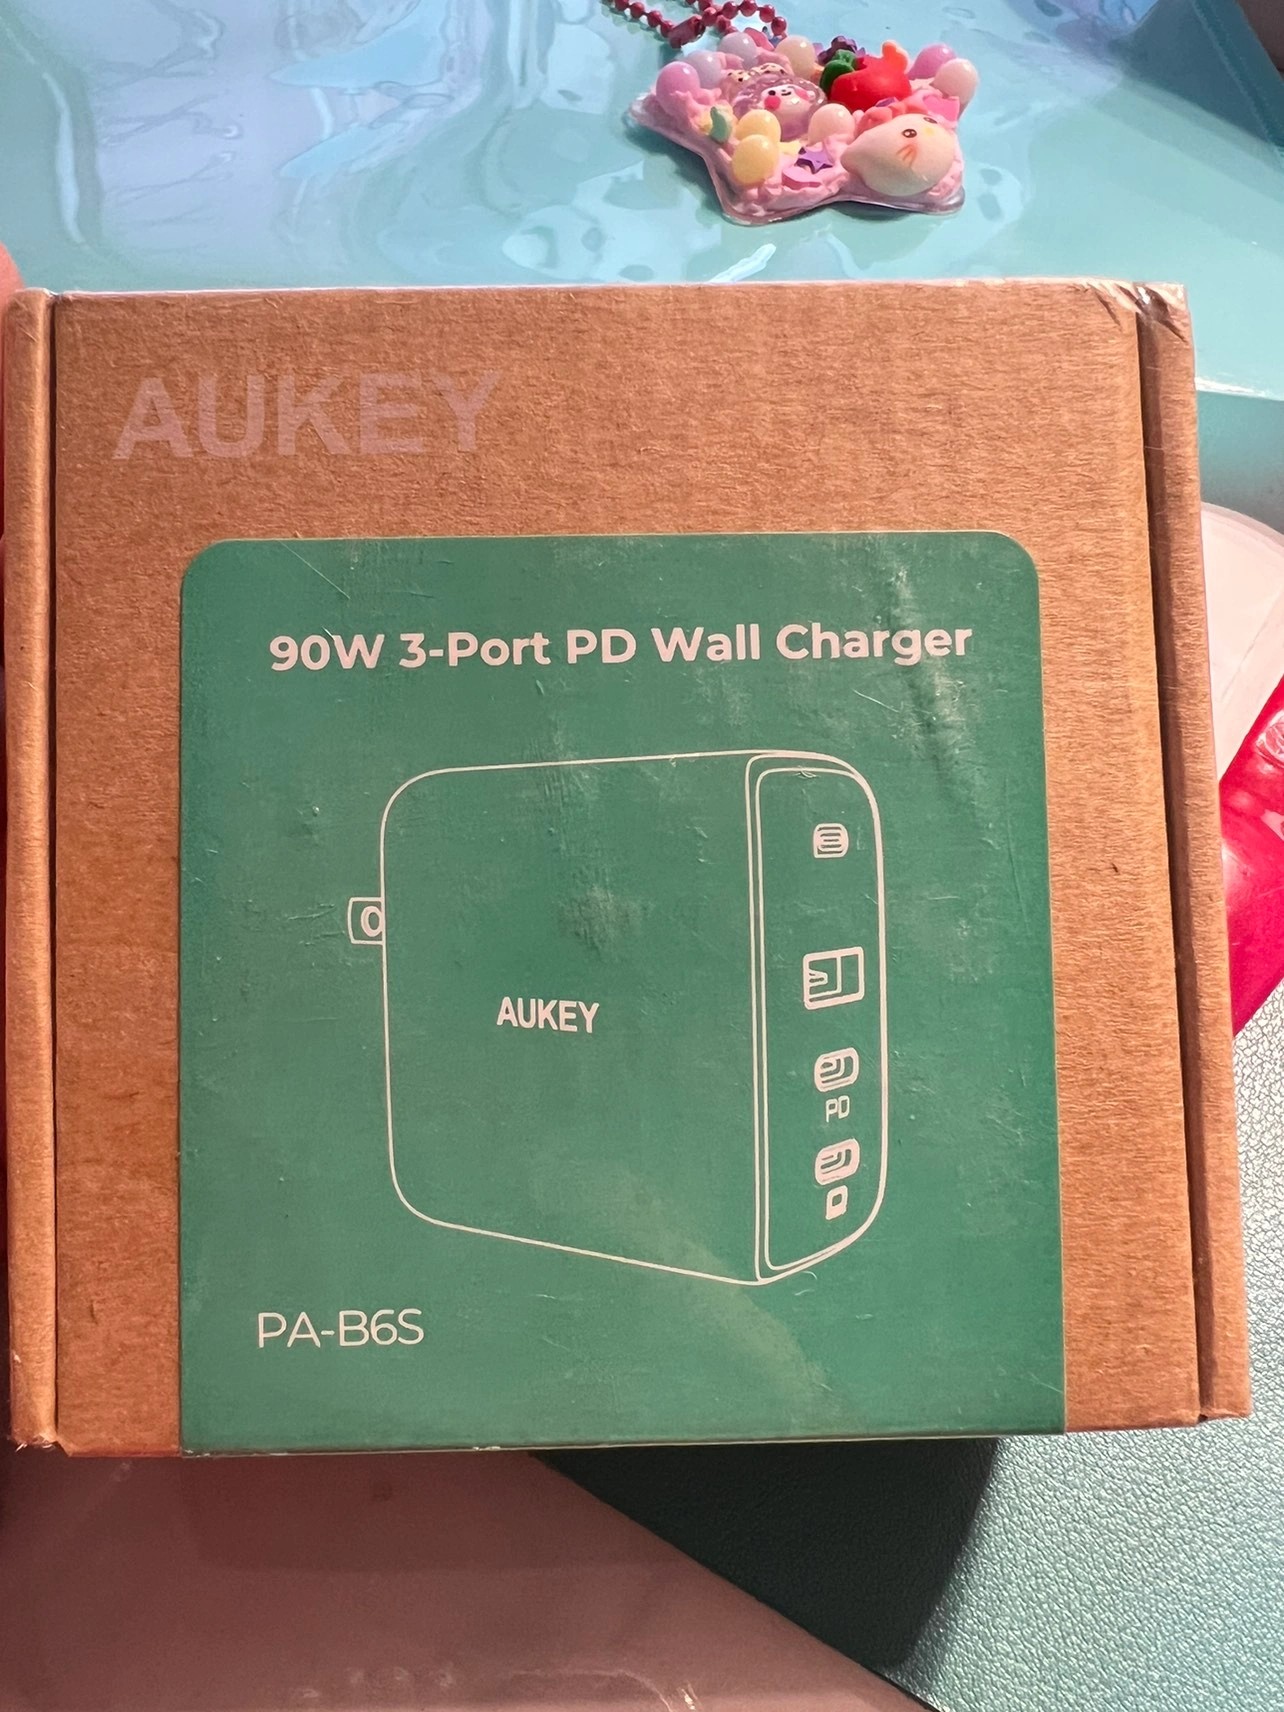 AUKEY
90W 3-Port PD Wall Charger
AUKEY
PD
PA-B6S